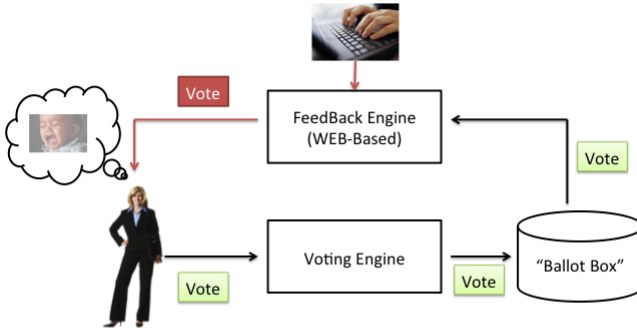 Vote
FeedBack Engine
(WEB-Based)
Vote
Vote
Voting Engine
Vote
“Ballot Box”